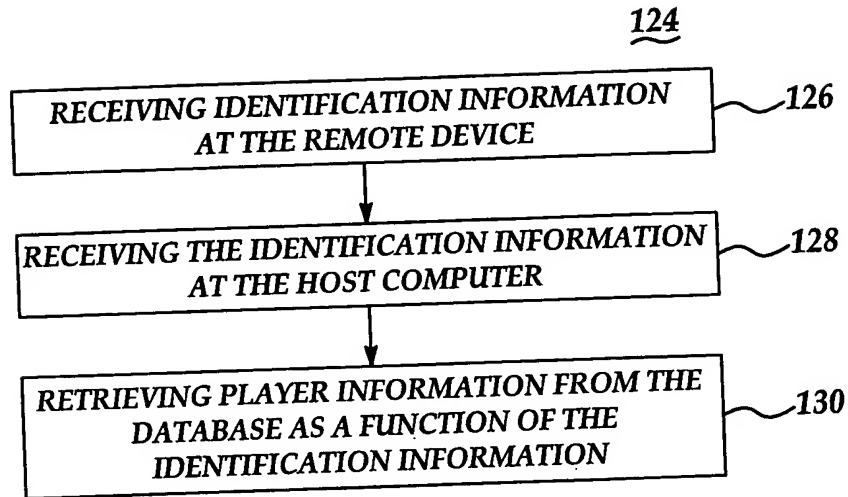 124
RECEIVING IDENTIFICATION INFORMATION
AT THE REMOTE DEVICE
126
RECEIVING THE IDENTIFICATION INFORMATION
AT THE HOST COMPUTER
128
RETRIEVING PLAYER INFORMATION FROM THE
DATABASE AS A FUNCTION OF THE
IDENTIFICATION INFORMATION
130